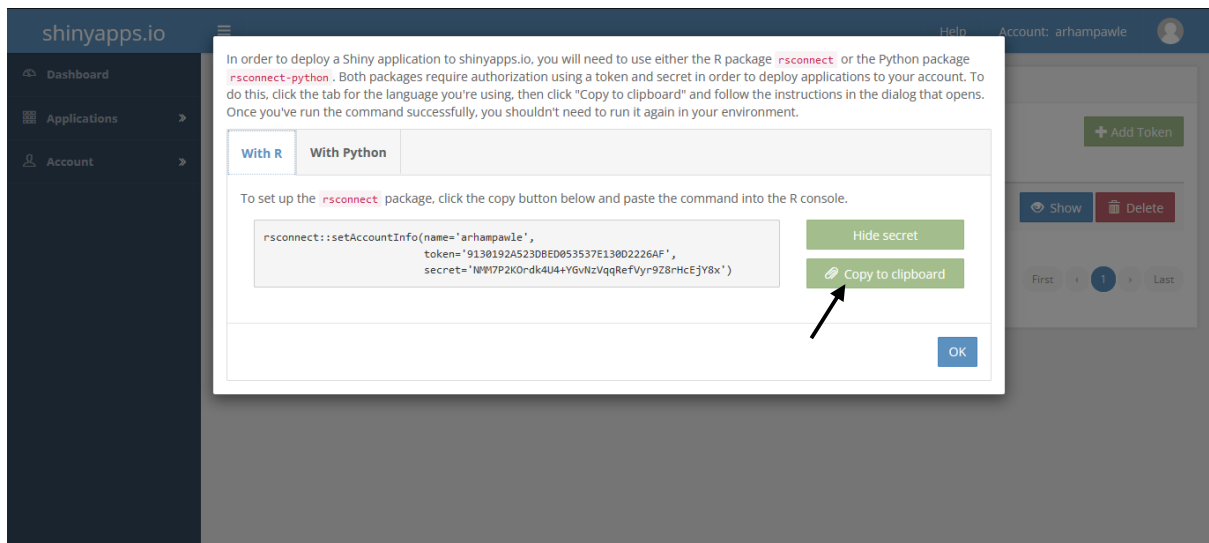 shinyapps.io
Help
Account: arhampawle
Dashboard
Applications
Account
In order to deploy a Shiny application to shinyapps.io, you will need to use either the R package rsconnect or the Python package
rsconnect-python . Both packages require authorization using a token and secret in order to deploy applications to your account. To
do this, click the tab for the language you're using, then click "Copy to clipboard" and follow the instructions in the dialog that opens.
Once you've run the command successfully, you shouldn't need to run it again in your environment.
With R
With Python
To set up the rsconnect package, click the copy button below and paste the command into the R console.
rsconnect::setAccountInfo(name='arhampawle',
token='9130192A523DBED053537E130D2226AF',
secret='NMM7P2KOrdk4U4+YGvNzVqqRefVyr9Z8rHcEjY8x')
Hide secret
Copy to clipboard
OK
+ Add Token
Show
Delete
First ‹ 1 › Last